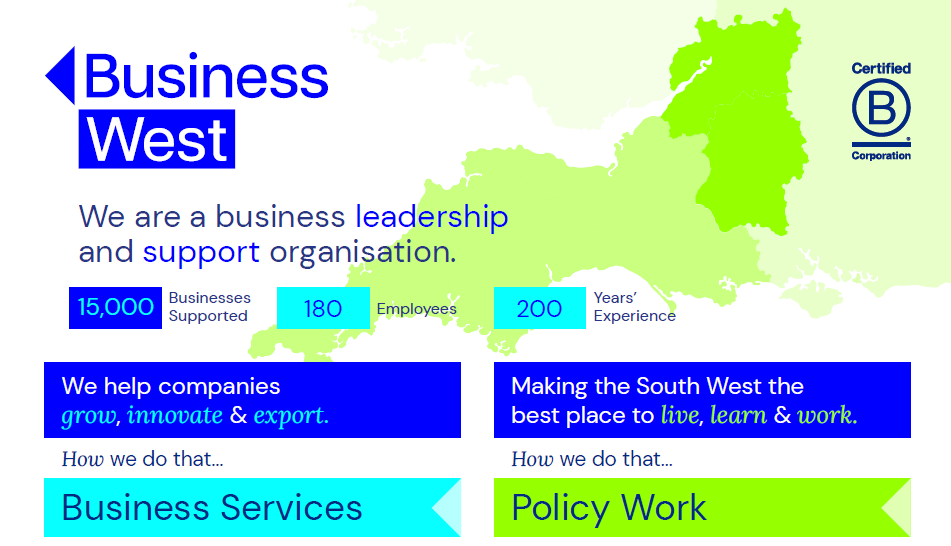 Business
West
Certified
B
Corporation
We are a business leadership
and support organisation.
15,000
Businesses
Supported
180
Employees
200
Years’
Experience
We help companies
grow, innovate & export.
How we do that...
Business Services
Making the South West the
best place to live, learn & work.
How we do that...
Policy Work